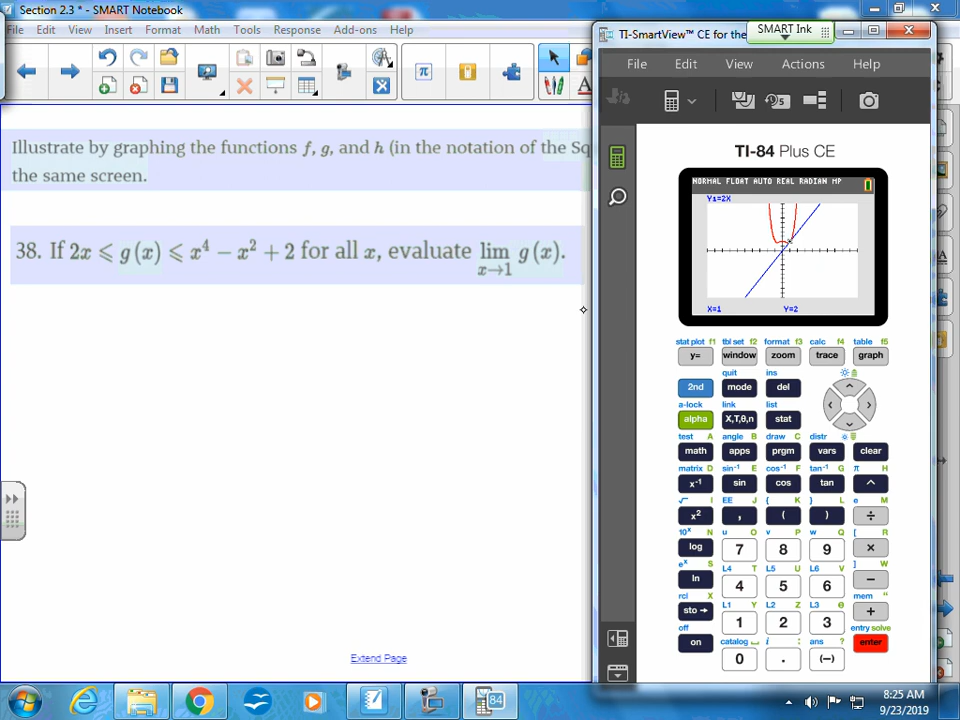 Section 2.3 * - SMART Notebook
File Edit View Insert Format Math Tools Response Add-ons Help
Illustrate by graphing the functions f, g, and h (in the notation of the Sq
the same screen.
38. If 2x ⩽ g(x) ⩽ x⁴ − x² + 2 for all x, evaluate lim x→1 g(x).
Extend Page
TI-SmartView™ CE for the
SMART Ink
File Edit View Actions Help
TI-84 Plus CE
NORMAL FLOAT AUTO REAL RADIAN MP
Y1=2X
X=1 Y=2
stat plot f1 tbl set f2 format f3 calc f4 table f5
y= window zoom trace graph
quit ins
2nd mode del
a-lock link list
alpha X,T,θ,n stat
test A angle B draw C distr
math apps prgm vars clear
matrix D sin⁻¹ E cos⁻¹ F tan⁻¹ G π H
x⁻¹ sin cos tan ^
√ I EE J { K } L e M
x² , ( ) ÷
10ˣ N u O v P w Q [ R
log 7 8 9 ×
eˣ S L4 T L5 U L6 V ] W
ln 4 5 6 −
rcl X L1 Y L2 Z L3 θ mem "
sto→ 1 2 3 +
off catalog ⎵ i : ans ? entry solve
on 0 . (−) enter
84
8:25 AM
9/23/2019